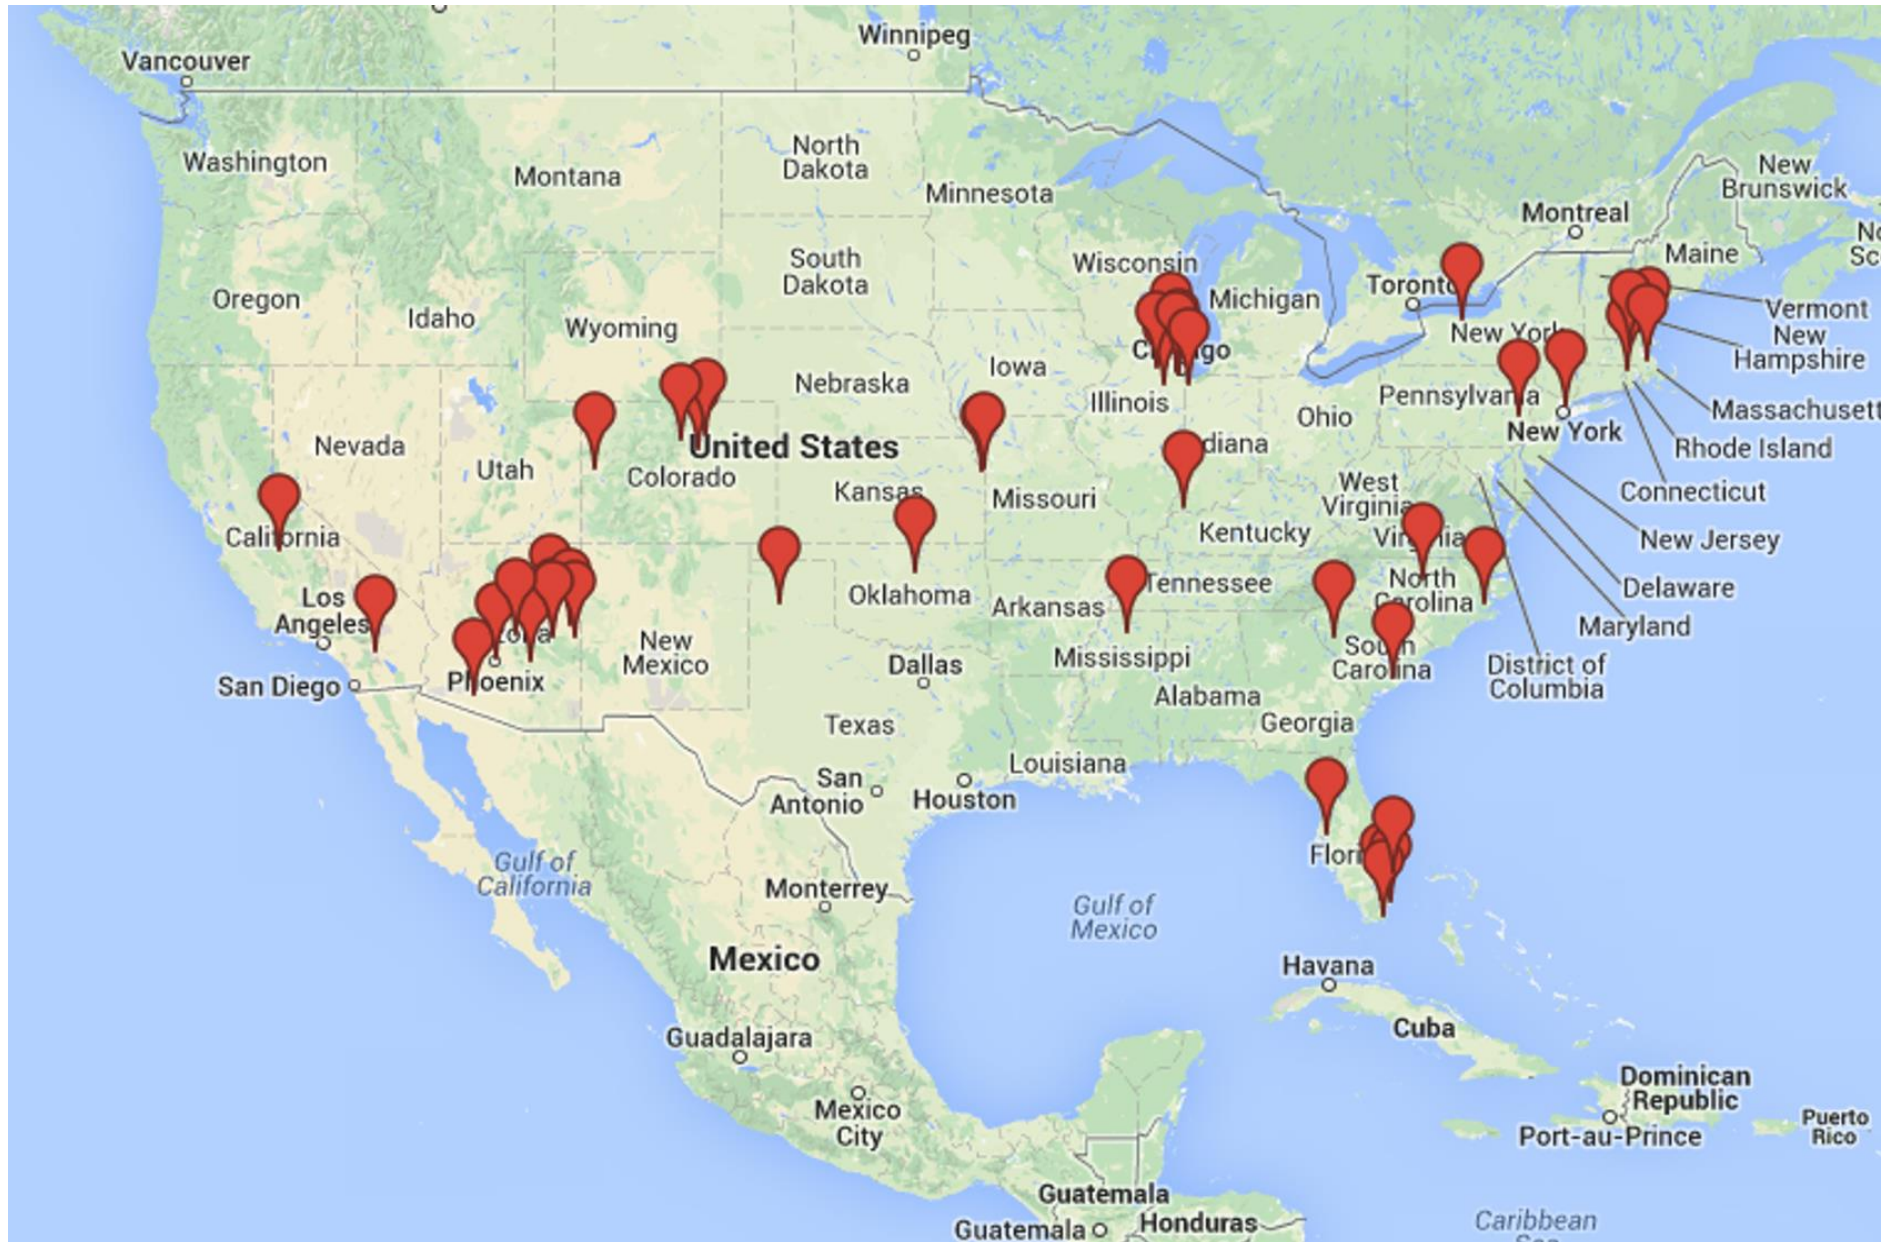 Winnipeg
Vancouver
North
Dakota
Washington
Montana
Minnesota
New
Brunswick
Montreal
Maine
South
Dakota
Wisconsin
Toronto
Oregon
Idaho
Wyoming
Michigan
Vermont
New York
New
Hampshire
Iowa
Nebraska
Illinois
Pennsylvania
Ohio
Massachusett
New York
Rhode Island
United States
Nevada
Utah
Colorado
Kansas
Missouri
diana
West
Virginia
Connecticut
California
Kentucky
Virginia
New Jersey
Tennessee
North
Carolina
Delaware
Los
Angeles
Oklahoma
Arkansas
Maryland
New
Mexico
Dallas
Mississippi
South
Carolina
District of
Columbia
San Diego
Phoenix
Alabama
Texas
Georgia
San
Antonio
Houston
Louisiana
Flori
Gulf of
California
Monterrey
Gulf of
Mexico
Mexico
Havana
Cuba
Guadalajara
Mexico
City
Dominican
Republic
Port-au-Prince
Puerto
Rico
Guatemala
Guatemala
Honduras
Caribbean